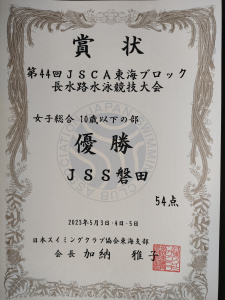 賞状
第44回JSCA東海ブロック
長水路水泳競技大会
女子総合 10歳以下の部
優勝
JSS磐田
54点
2023年5月3日・4日・5日
日本スイミングクラブ協会東海支部
会長 加納 雅子